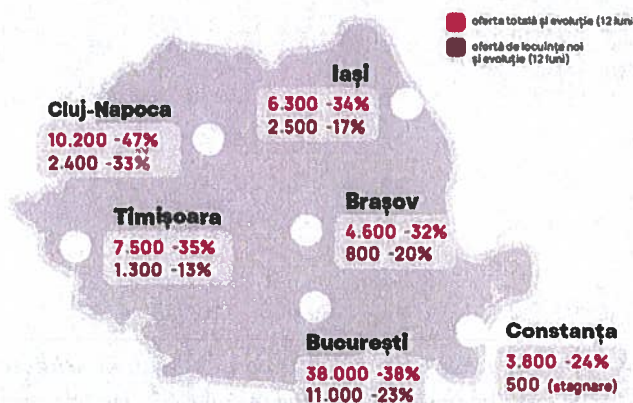 oferta totală și evoluție (12 luni)
ofertă de locuințe noi
și evoluție (12 luni)
Iași
6.300 -34%
2.500 -17%
Cluj-Napoca
10.200 -47%
2.400 -33%
Brașov
4.600 -32%
800 -20%
Timișoara
7.500 -35%
1.300 -13%
București
38.000 -38%
11.000 -23%
Constanța
3.800 -24%
500 (stagnare)